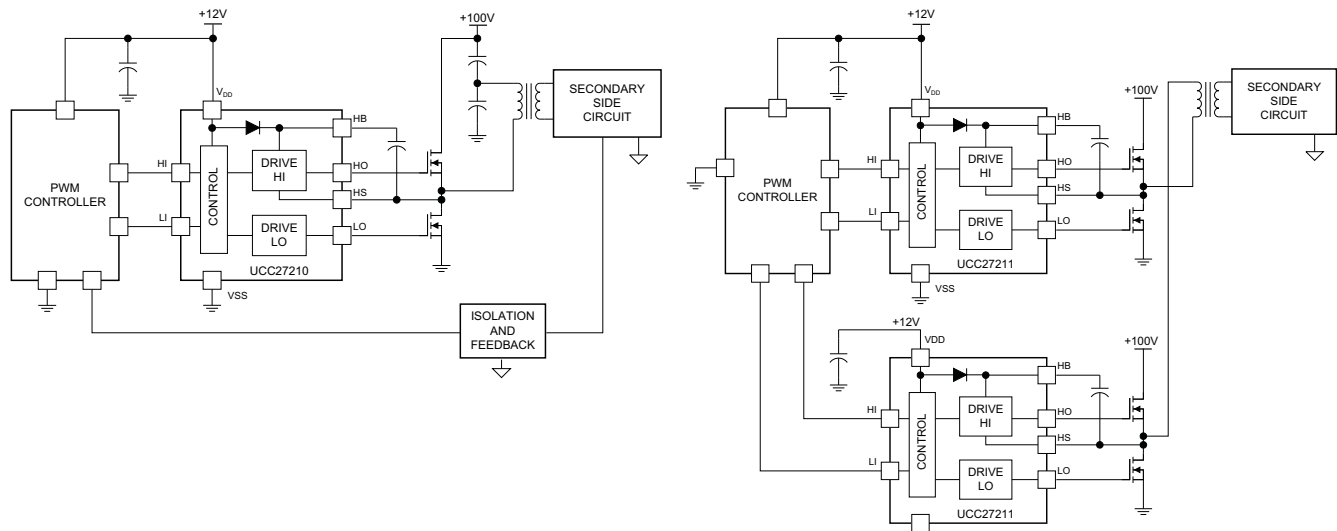 +12V
+100V
V_DD
SECONDARY
SIDE
CIRCUIT
HB
PWM
CONTROLLER
HI
LI
CONTROL
DRIVE
HI
HO
HS
DRIVE
LO
LO
UCC27210
VSS
ISOLATION
AND
FEEDBACK
+12V
V_DD
+100V
SECONDARY
SIDE
CIRCUIT
HB
PWM
CONTROLLER
HI
LI
CONTROL
DRIVE
HI
HO
HS
DRIVE
LO
LO
UCC27211
VSS
+12V
VDD
+100V
HB
HI
LI
CONTROL
DRIVE
HI
HO
HS
DRIVE
LO
LO
UCC27211